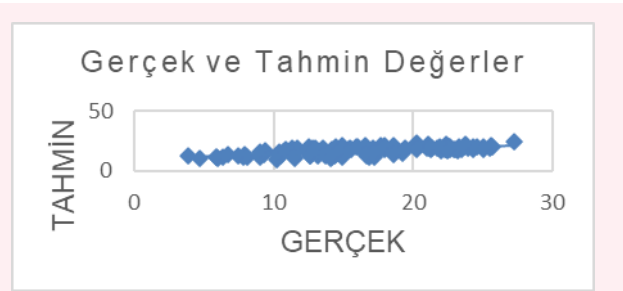 Gerçek ve Tahmin Değerler
50
0
TAHMİN
0 10 20 30
GERÇEK